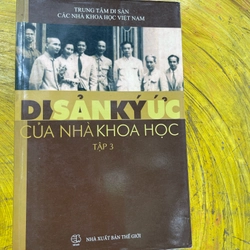 TRUNG TÂM DI SẢN
CÁC NHÀ KHOA HỌC VIỆT NAM
DI SẢN KÝ ỨC
CỦA NHÀ KHOA HỌC
TẬP 3
NHÀ XUẤT BẢN THẾ GIỚI